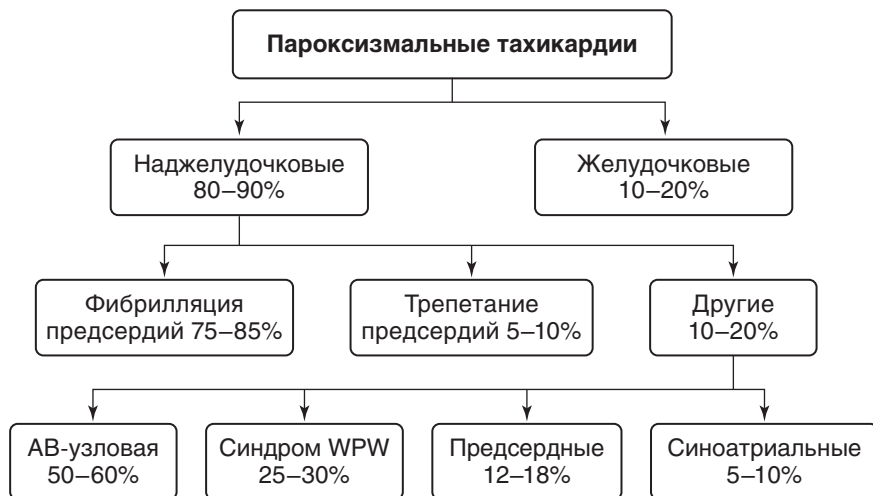 Пароксизмальные тахикардии
Наджелудочковые
80–90%
Желудочковые
10–20%
Фибрилляция
предсердий 75–85%
Трепетание
предсердий 5–10%
Другие
10–20%
АВ-узловая
50–60%
Синдром WPW
25–30%
Предсердные
12–18%
Синоатриальные
5–10%